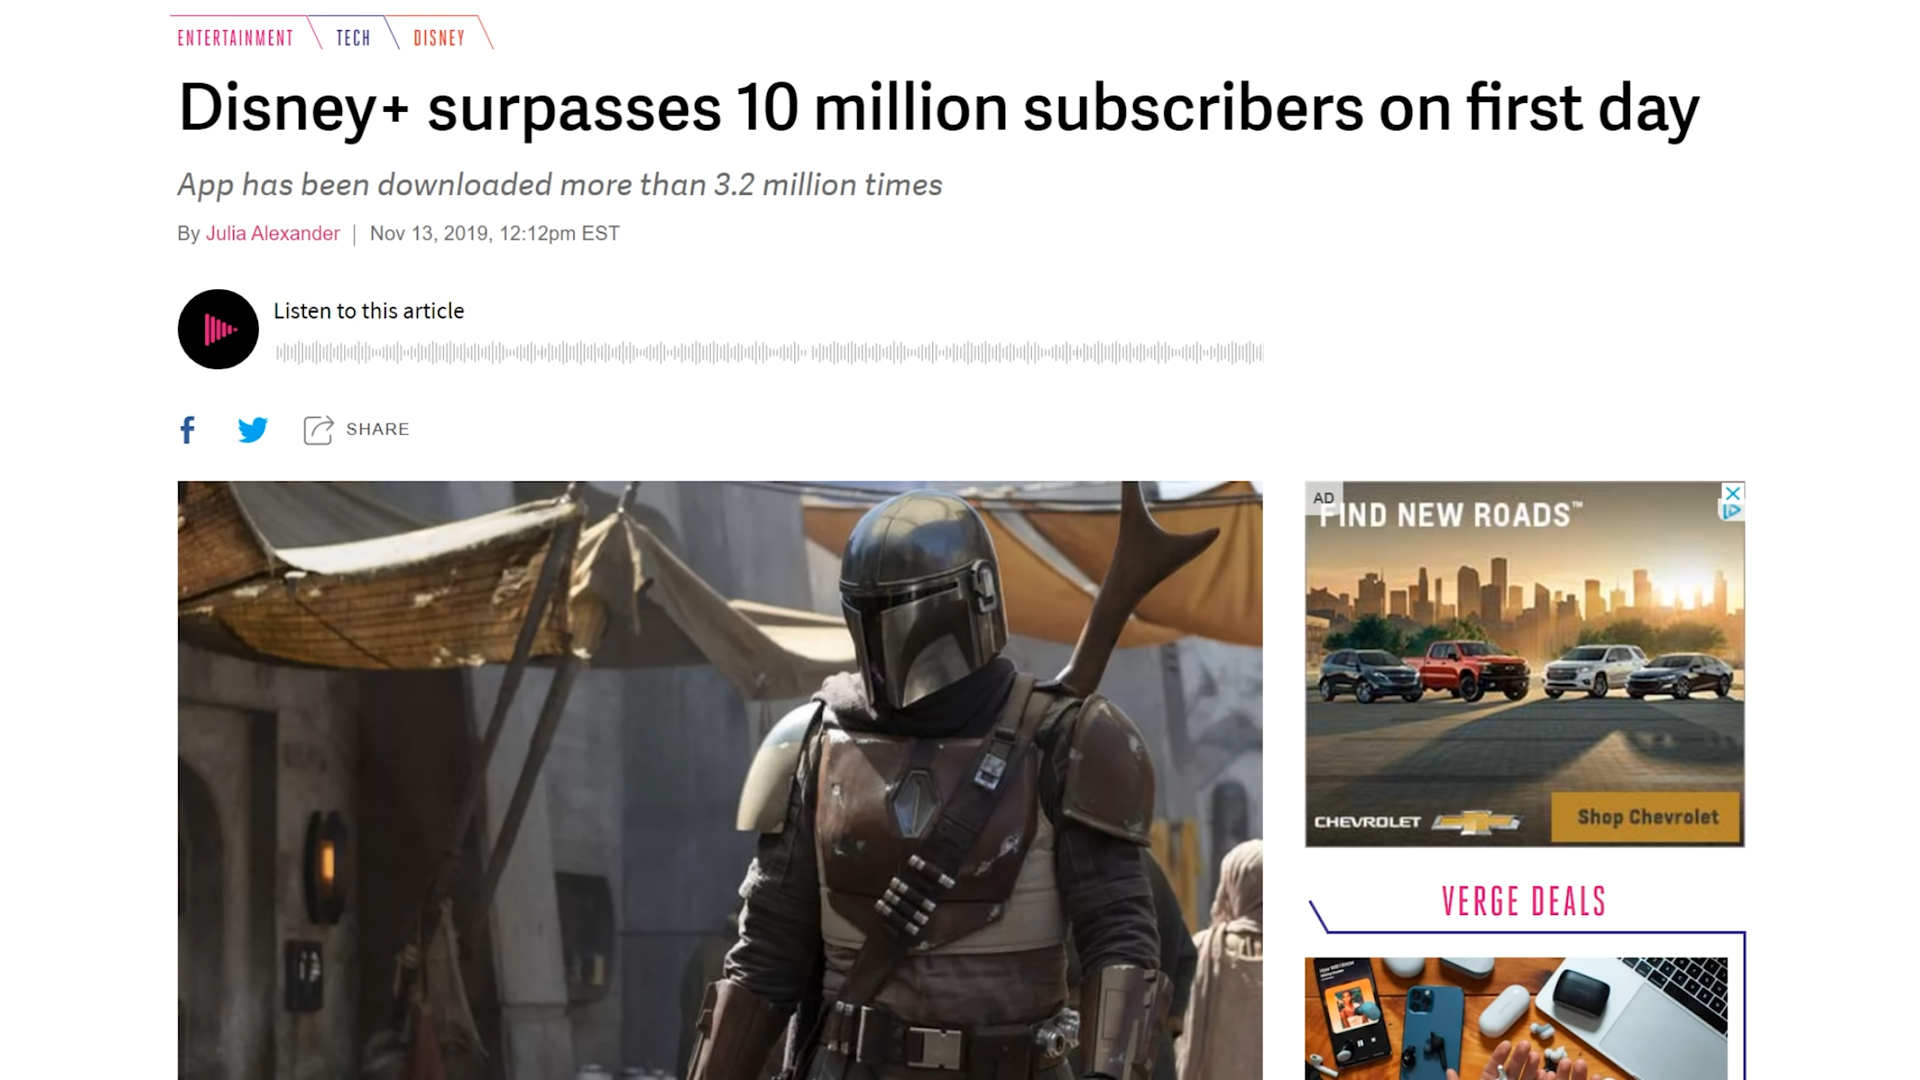 ENTERTAINMENT TECH DISNEY
Disney+ surpasses 10 million subscribers on first day
App has been downloaded more than 3.2 million times
By Julia Alexander | Nov 13, 2019, 12:12pm EST
Listen to this article
SHARE
AD
FIND NEW ROADS™
CHEVROLET
Shop Chevrolet
VERGE DEALS